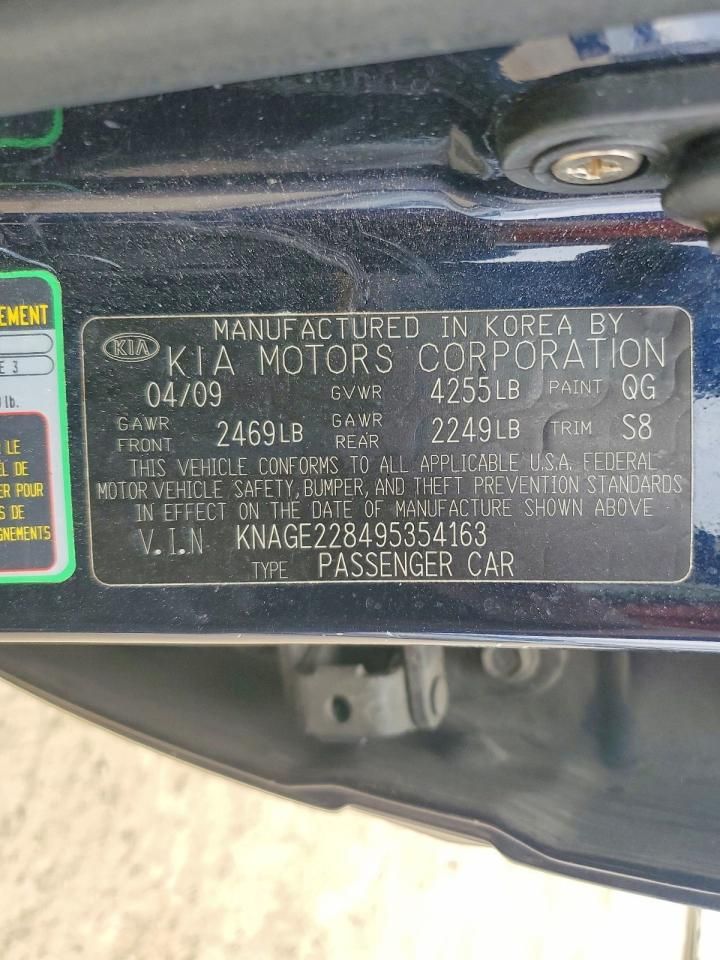 EMENT
E 3
lb.
R LE
EL DE
ER POUR
S DE
GNEMENTS
MANUFACTURED IN KOREA BY
KIA KIA MOTORS CORPORATION
04/09 GVWR 4255LB PAINT QG
GAWR FRONT 2469LB GAWR REAR 2249LB TRIM S8
THIS VEHICLE CONFORMS TO ALL APPLICABLE U.S.A. FEDERAL
MOTOR VEHICLE SAFETY, BUMPER, AND THEFT PREVENTION STANDARDS
IN EFFECT ON THE DATE OF MANUFACTURE SHOWN ABOVE
V.I.N KNAGE228495354163
TYPE PASSENGER CAR